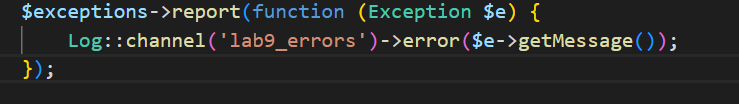 $exceptions->report(function (Exception $e) {
    Log::channel('lab9_errors')->error($e->getMessage());
});